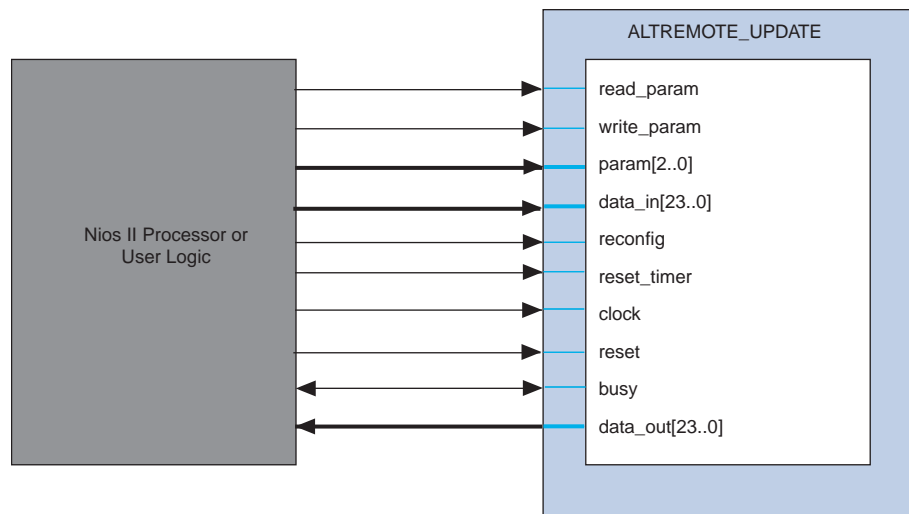 ALTREMOTE_UPDATE
Nios II Processor or
User Logic
read_param
write_param
param[2..0]
data_in[23..0]
reconfig
reset_timer
clock
reset
busy
data_out[23..0]